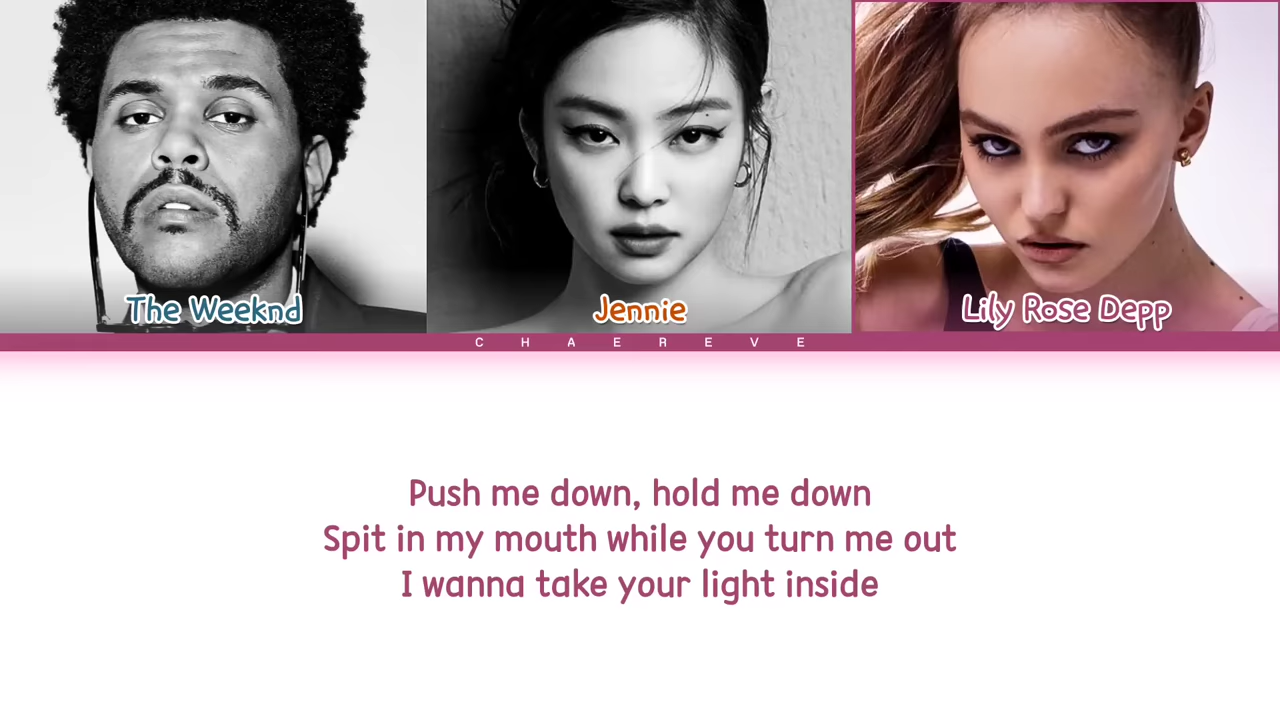 The Weeknd
Jennie
Lily Rose Depp
CHAEREVE
Push me down, hold me down
Spit in my mouth while you turn me out
I wanna take your light inside